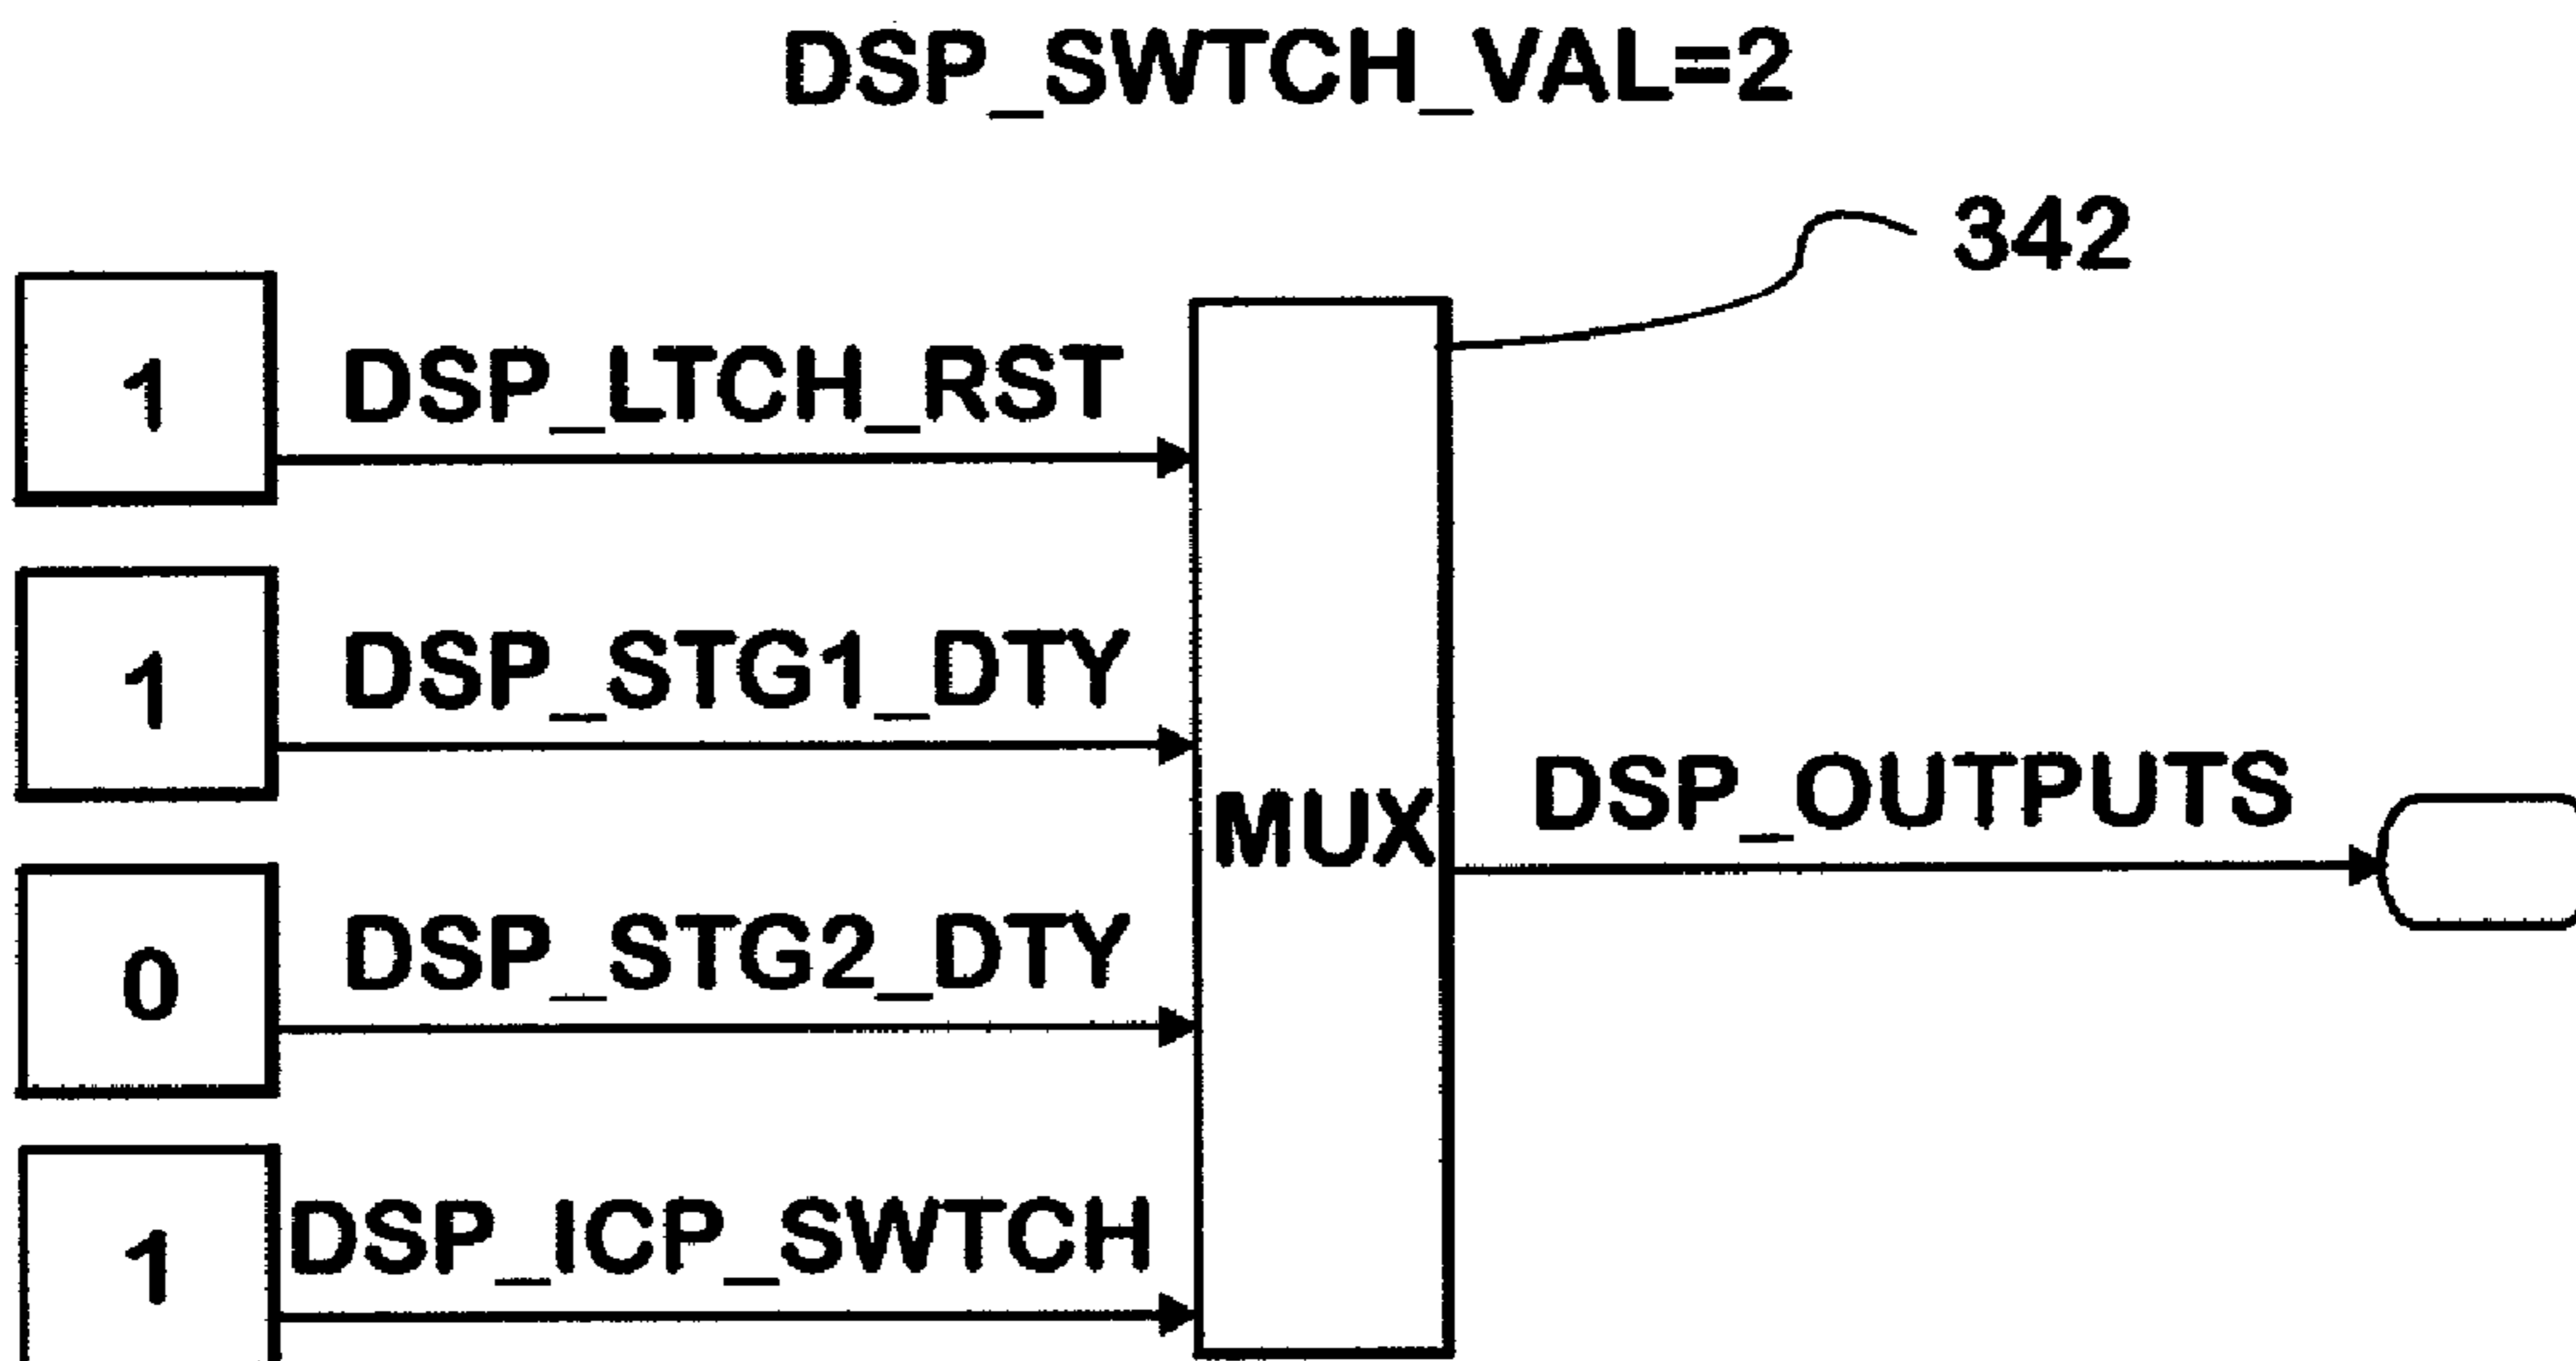 DSP_SWTCH_VAL=2
342
1
DSP_LTCH_RST
1
DSP_STG1_DTY
MUX
DSP_OUTPUTS
0
DSP_STG2_DTY
1
DSP_ICP_SWTCH